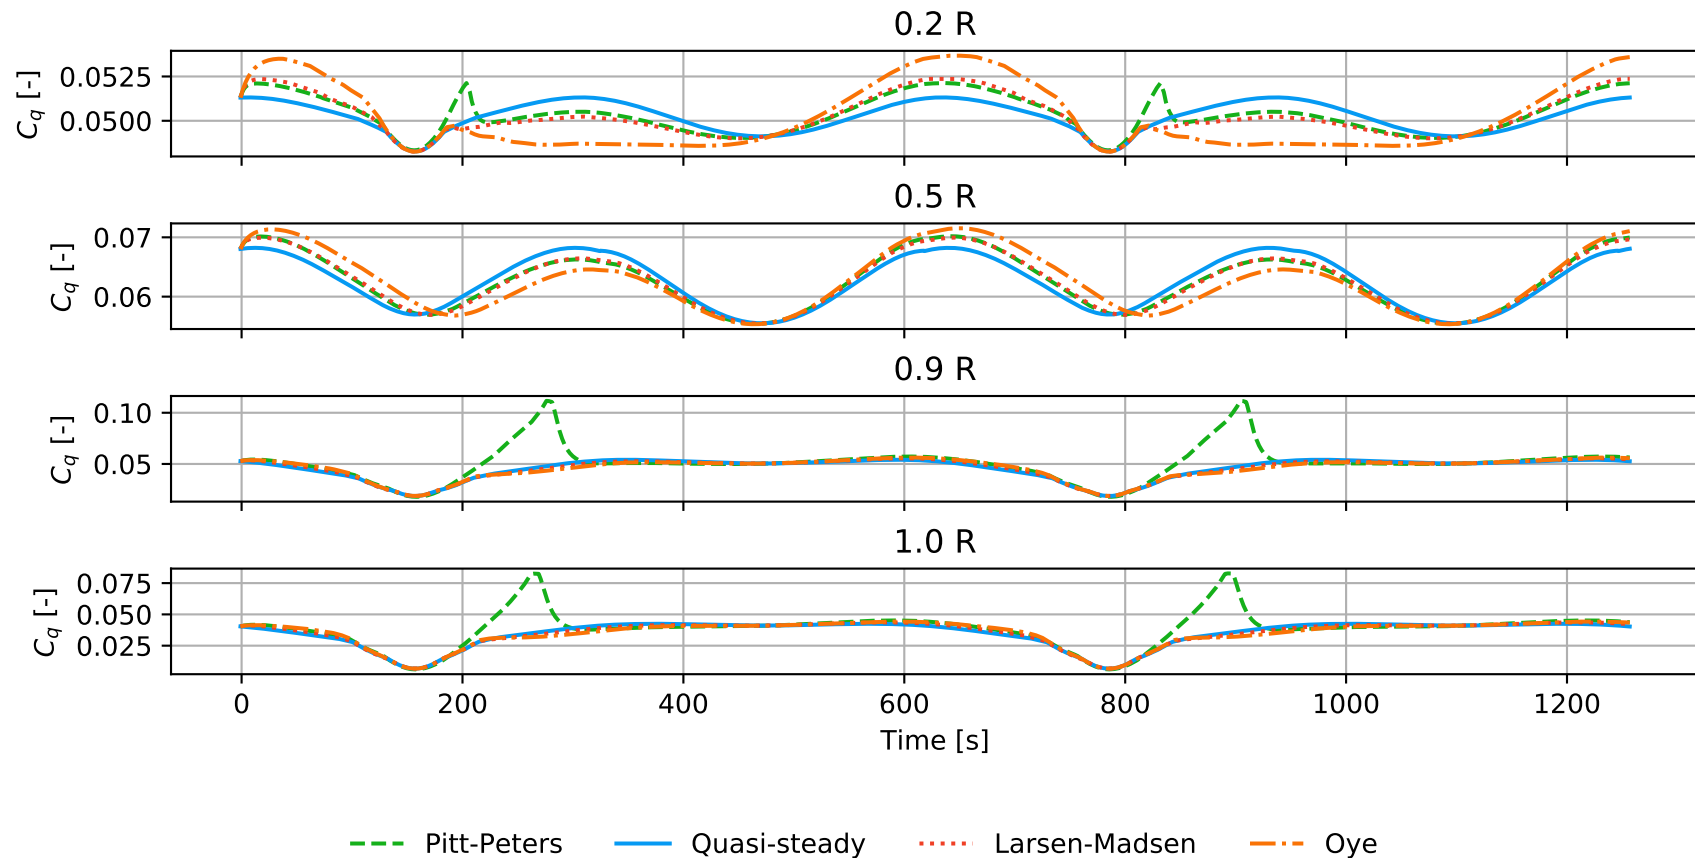 0.2 R
C_q [-]
0.0525
0.0500
0.5 R
C_q [-]
0.07
0.06
0.9 R
C_q [-]
0.10
0.05
1.0 R
C_q [-]
0.075
0.050
0.025
0 200 400 600 800 1000 1200
Time [s]
Pitt-Peters Quasi-steady Larsen-Madsen Oye